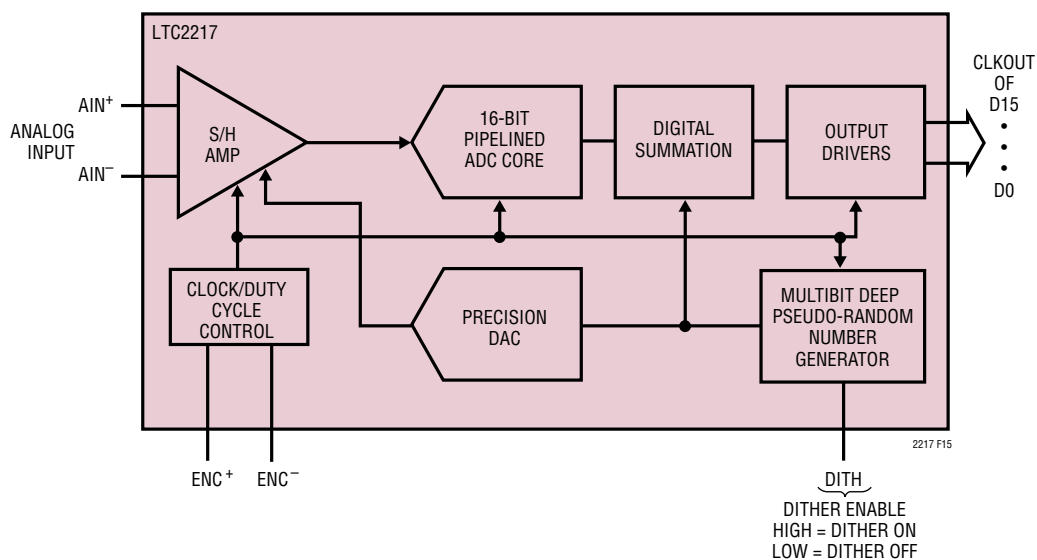 LTC2217
AIN+
ANALOG
INPUT
AIN−
S/H
AMP
16-BIT
PIPELINED
ADC CORE
DIGITAL
SUMMATION
OUTPUT
DRIVERS
CLKOUT
OF
D15
•
•
•
D0
CLOCK/DUTY
CYCLE
CONTROL
PRECISION
DAC
MULTIBIT DEEP
PSEUDO-RANDOM
NUMBER
GENERATOR
2217 F15
ENC+
ENC−
DITH
DITHER ENABLE
HIGH = DITHER ON
LOW = DITHER OFF